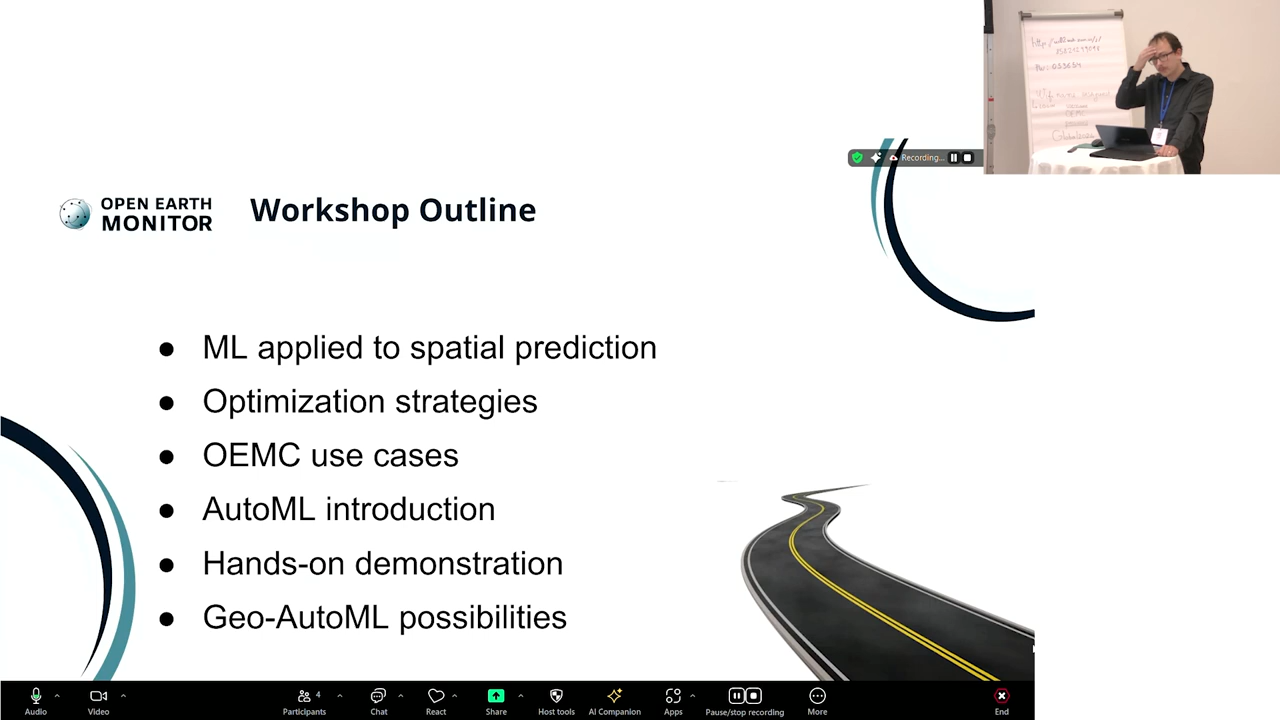 http://
Recording...
OPEN EARTH
MONITOR
Workshop Outline
● ML applied to spatial prediction
● Optimization strategies
● OEMC use cases
● AutoML introduction
● Hands-on demonstration
● Geo-AutoML possibilities
Audio
Video
Participants
4
Chat
React
Share
Host tools
AI Companion
Apps
Pause/stop recording
More
End